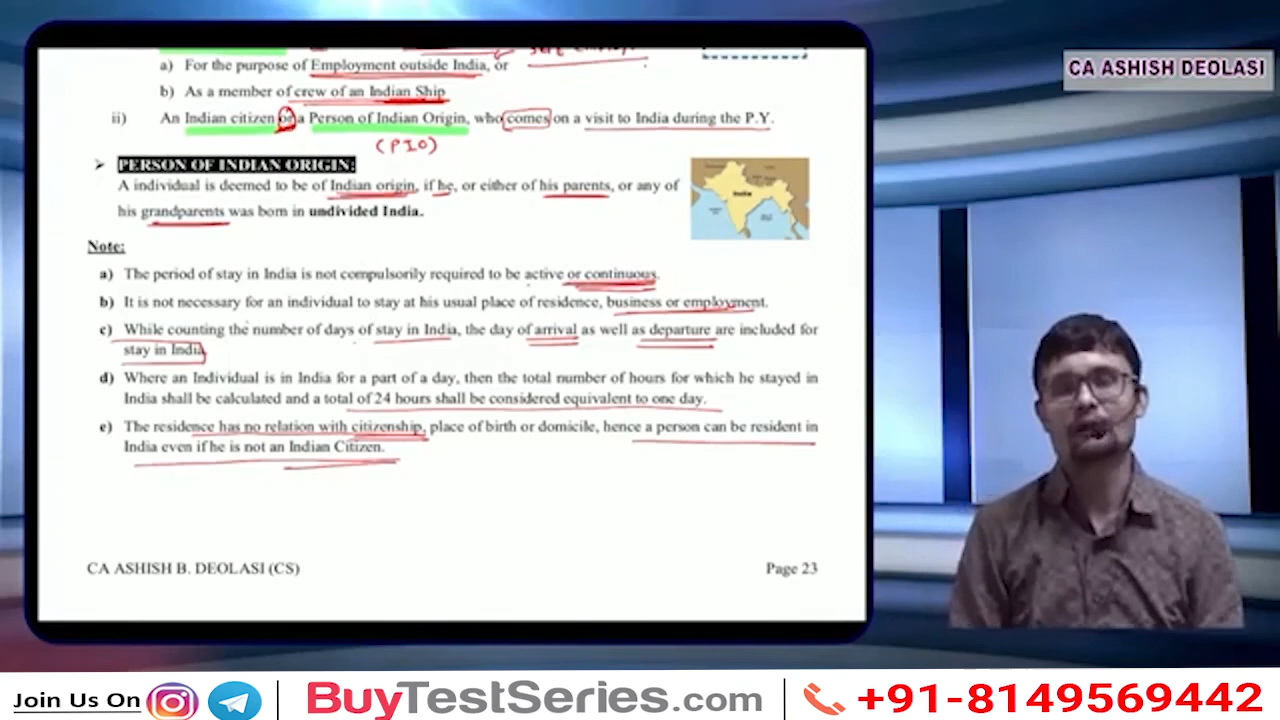 CA ASHISH DEOLASI
a) For the purpose of Employment outside India, or
b) As a member of crew of an Indian Ship
ii) An Indian citizen or a Person of Indian Origin, who comes on a visit to India during the P.Y.
(PIO)
➢ PERSON OF INDIAN ORIGIN:
A individual is deemed to be of Indian origin, if he, or either of his parents, or any of
his grandparents was born in undivided India.
India
Note:
a) The period of stay in India is not compulsorily required to be active or continuous.
b) It is not necessary for an individual to stay at his usual place of residence, business or employment.
c) While counting the number of days of stay in India, the day of arrival as well as departure are included for
stay in India
d) Where an Individual is in India for a part of a day, then the total number of hours for which he stayed in
India shall be calculated and a total of 24 hours shall be considered equivalent to one day.
e) The residence has no relation with citizenship, place of birth or domicile, hence a person can be resident in
India even if he is not an Indian Citizen.
CA ASHISH B. DEOLASI (CS) Page 23
Join Us On BuyTestSeries.com +91-8149569442